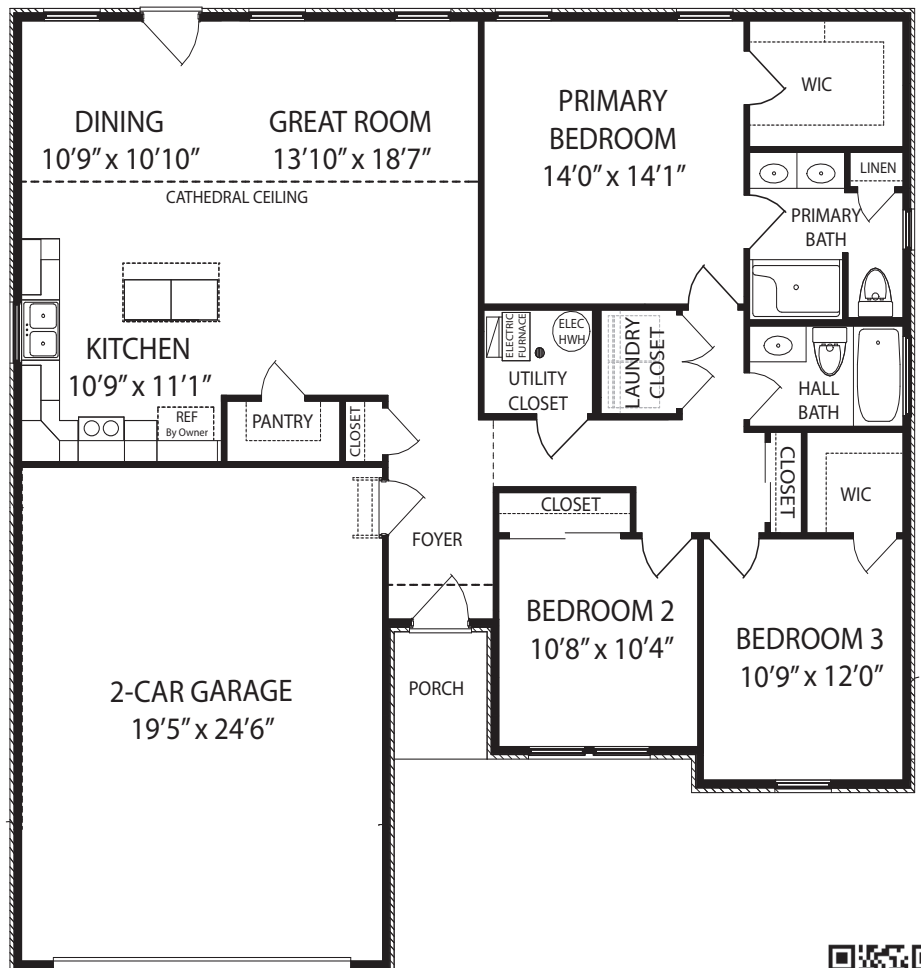 DINING
10'9” x 10'10”
GREAT ROOM
13'10” x 18'7”
CATHEDRAL CEILING
PRIMARY
BEDROOM
14'0” x 14'1”
WIC
LINEN
PRIMARY
BATH
KITCHEN
10'9” x 11'1”
REF
By Owner
PANTRY
CLOSET
ELECTRIC
FURNACE
ELEC
HWH
UTILITY
CLOSET
LAUNDRY
CLOSET
HALL
BATH
CLOSET
WIC
CLOSET
FOYER
BEDROOM 2
10'8” x 10'4”
BEDROOM 3
10'9” x 12'0”
PORCH
2-CAR GARAGE
19'5” x 24'6”